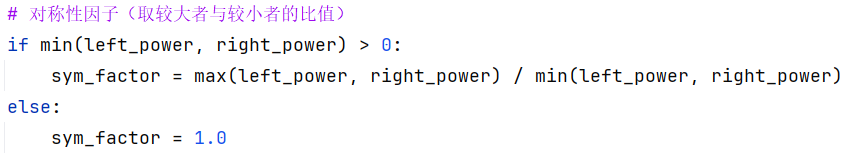 # 对称性因子（取较大者与较小者的比值）
if min(left_power, right_power) > 0:
    sym_factor = max(left_power, right_power) / min(left_power, right_power)
else:
    sym_factor = 1.0